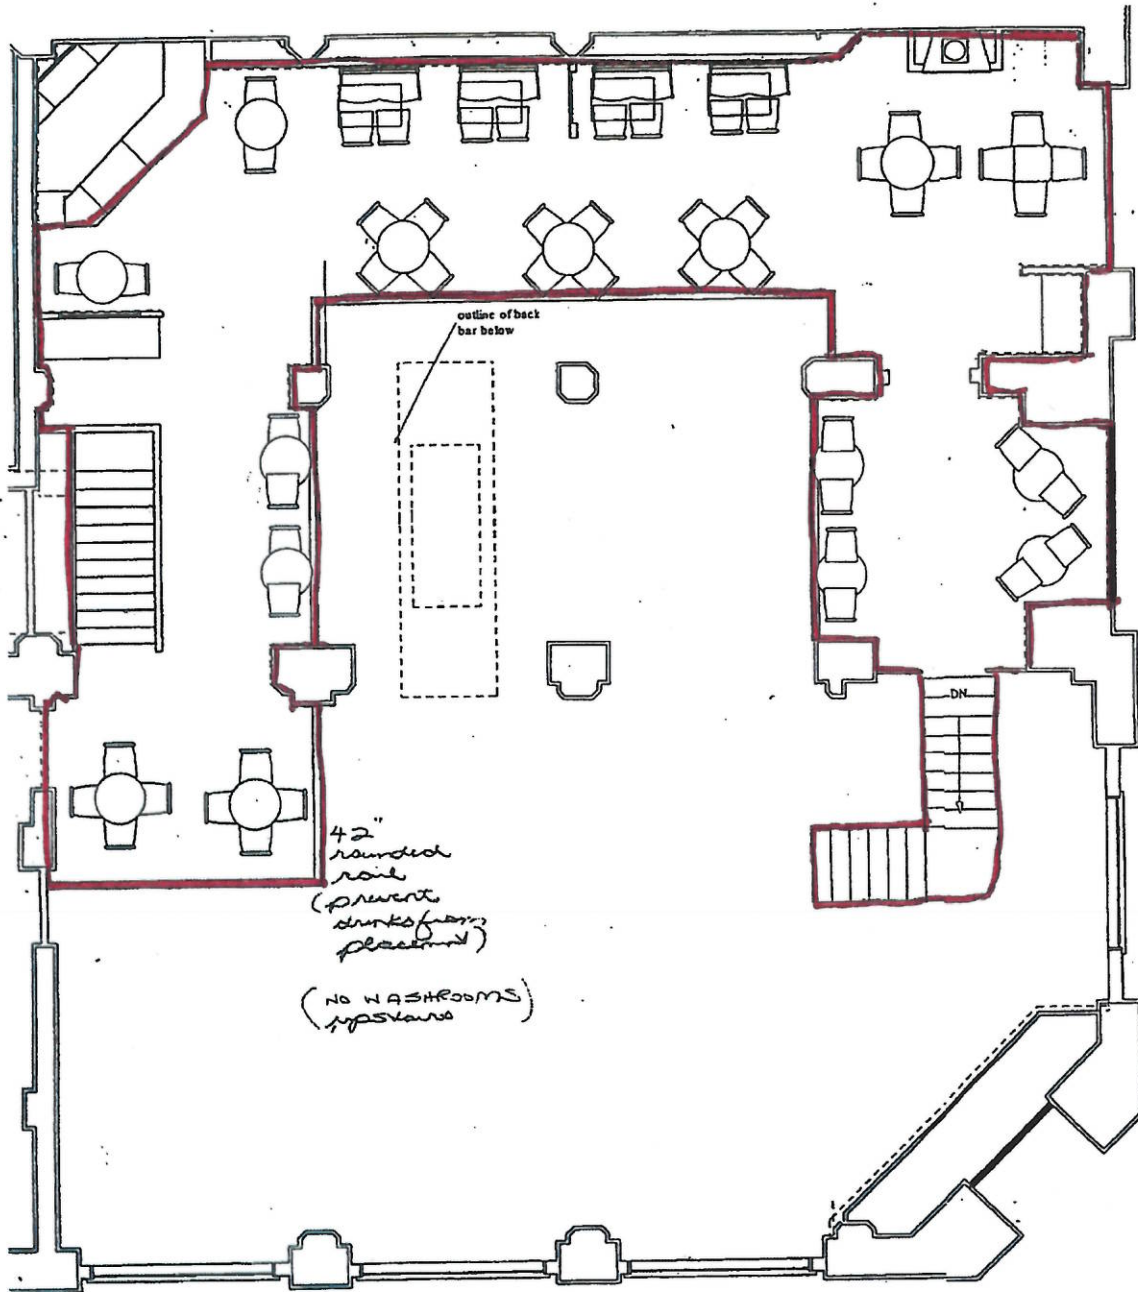 outline of back
bar below
DN
42"
rounded
rail
(prevent
drinks from
placement)
(NO WASHROOMS)
upstairs